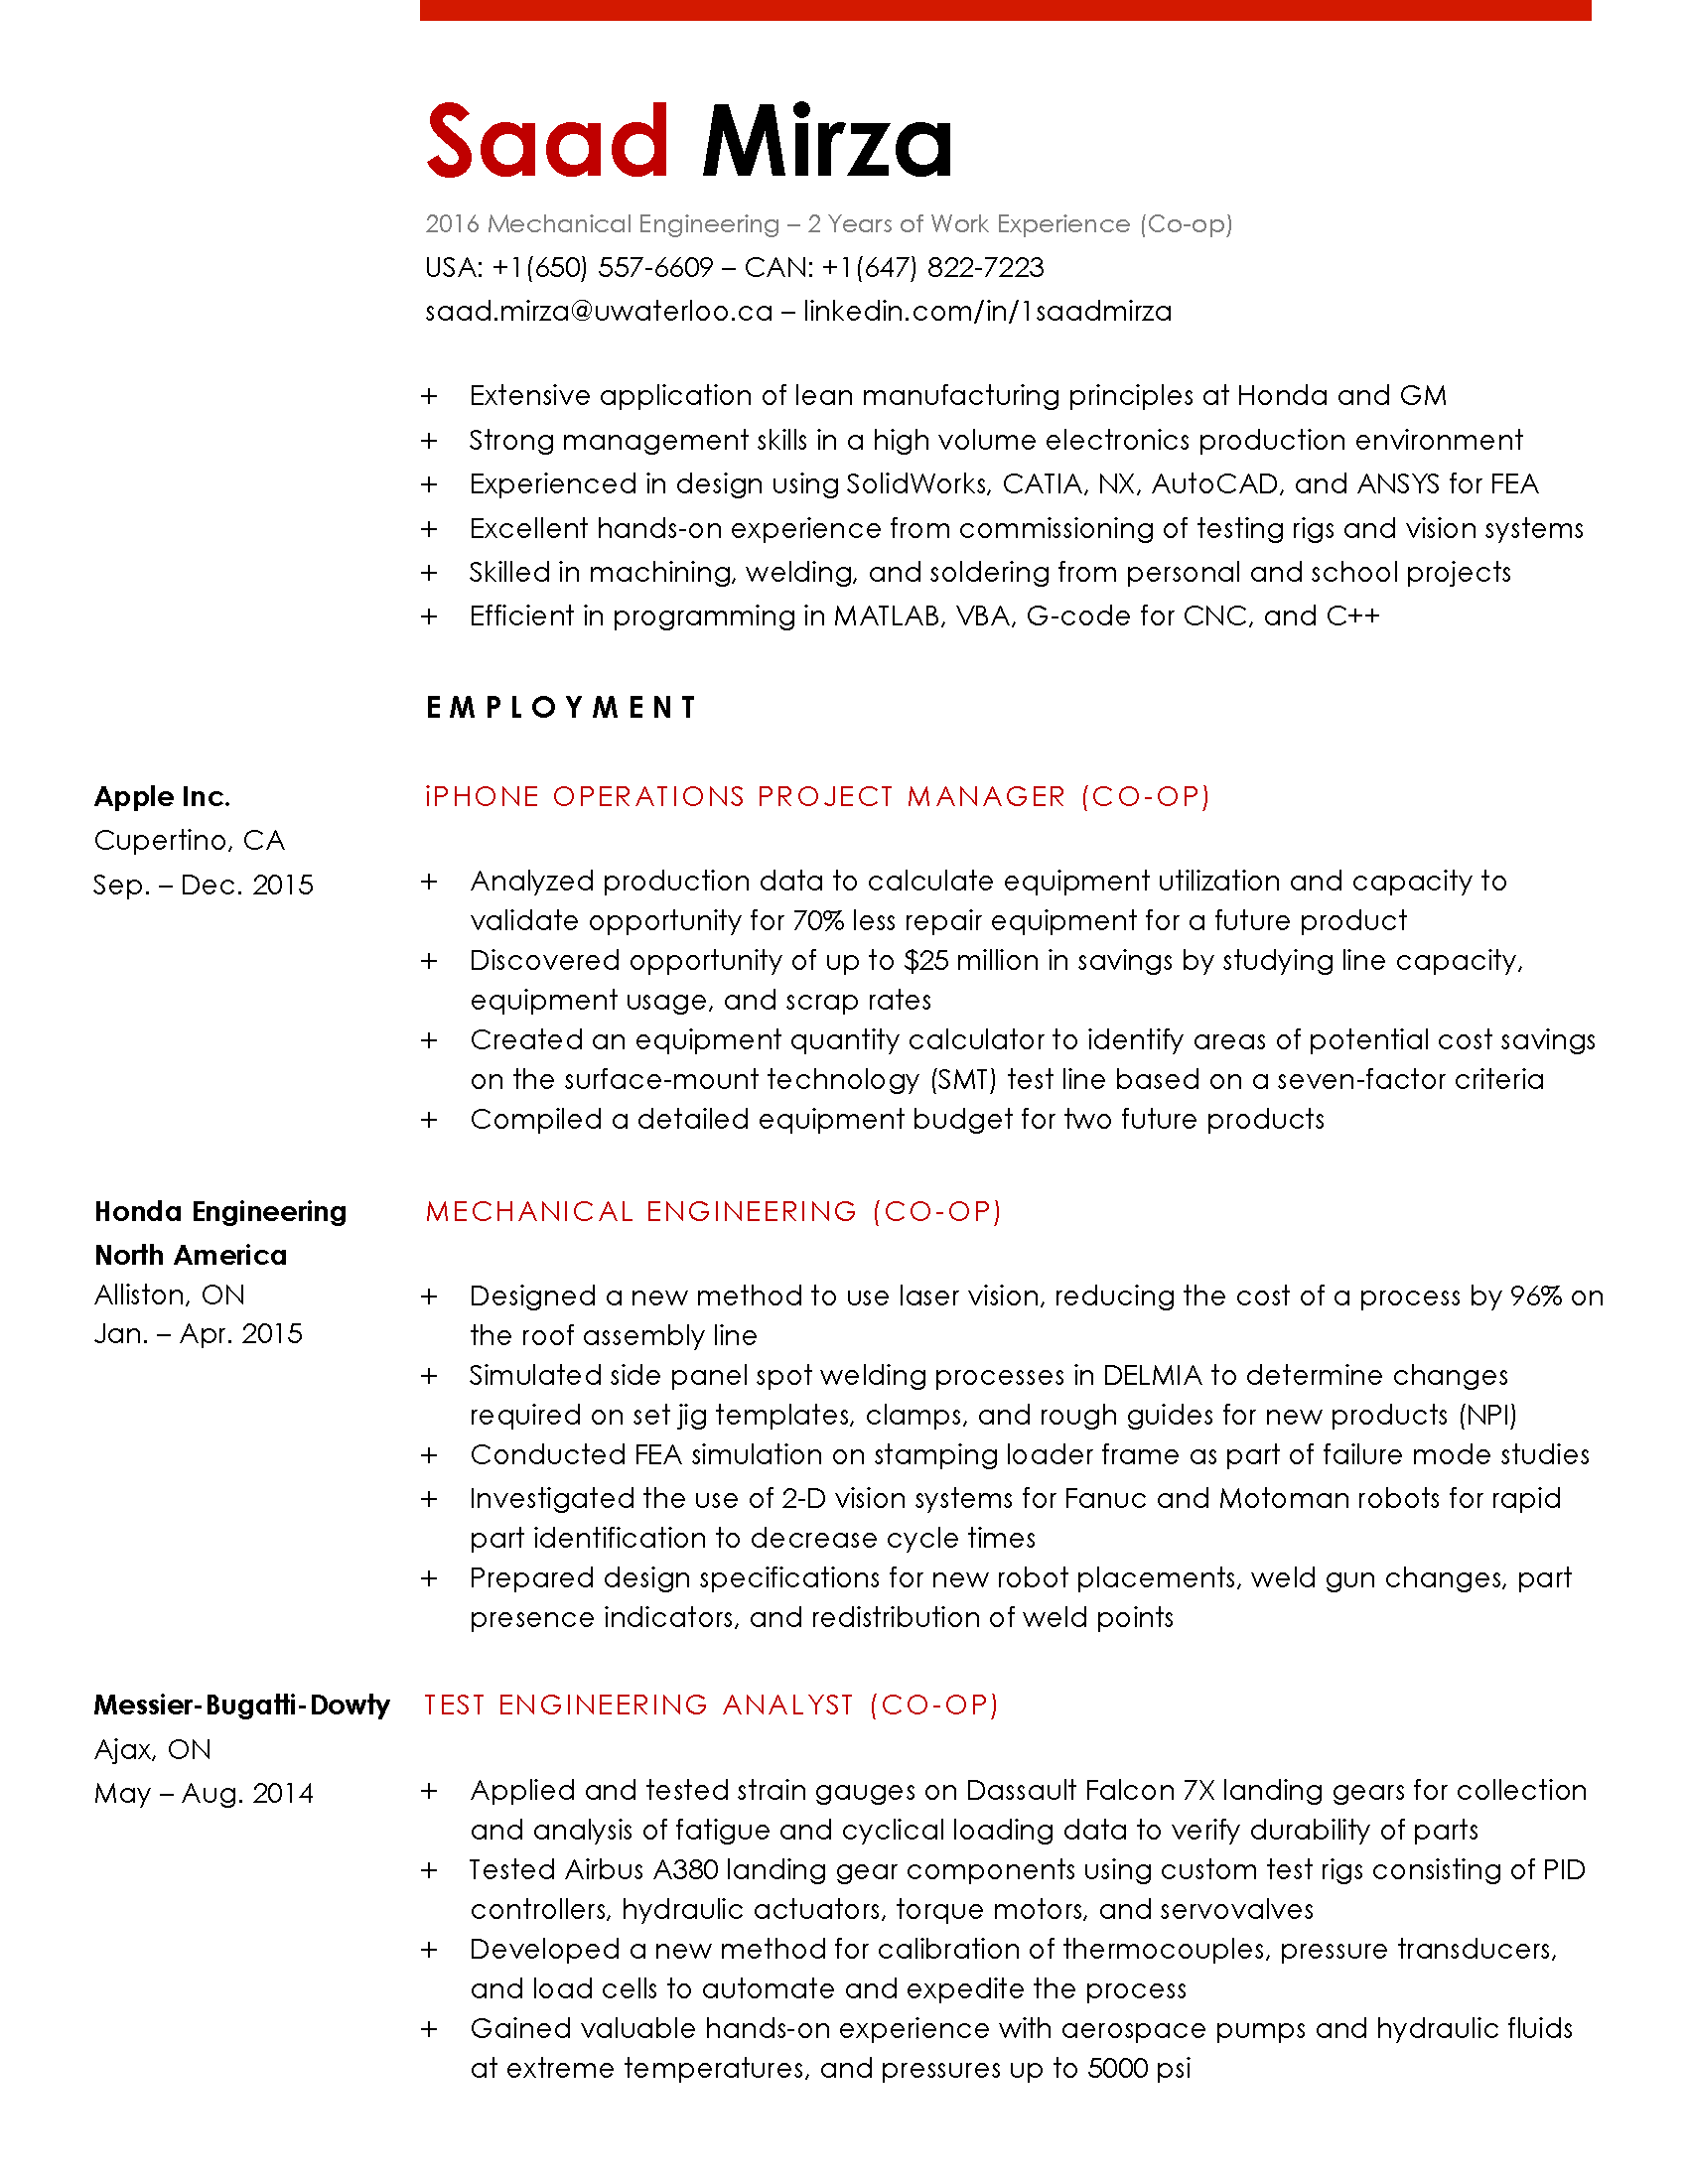 Saad Mirza
2016 Mechanical Engineering – 2 Years of Work Experience (Co-op)
USA: +1(650) 557-6609 – CAN: +1(647) 822-7223
saad.mirza@uwaterloo.ca – linkedin.com/in/1saadmirza
+ Extensive application of lean manufacturing principles at Honda and GM
+ Strong management skills in a high volume electronics production environment
+ Experienced in design using SolidWorks, CATIA, NX, AutoCAD, and ANSYS for FEA
+ Excellent hands-on experience from commissioning of testing rigs and vision systems
+ Skilled in machining, welding, and soldering from personal and school projects
+ Efficient in programming in MATLAB, VBA, G-code for CNC, and C++
EMPLOYMENT
Apple Inc.
Cupertino, CA
Sep. – Dec. 2015
iPHONE OPERATIONS PROJECT MANAGER (CO-OP)
+ Analyzed production data to calculate equipment utilization and capacity to
validate opportunity for 70% less repair equipment for a future product
+ Discovered opportunity of up to $25 million in savings by studying line capacity,
equipment usage, and scrap rates
+ Created an equipment quantity calculator to identify areas of potential cost savings
on the surface-mount technology (SMT) test line based on a seven-factor criteria
+ Compiled a detailed equipment budget for two future products
Honda Engineering
North America
Alliston, ON
Jan. – Apr. 2015
MECHANICAL ENGINEERING (CO-OP)
+ Designed a new method to use laser vision, reducing the cost of a process by 96% on
the roof assembly line
+ Simulated side panel spot welding processes in DELMIA to determine changes
required on set jig templates, clamps, and rough guides for new products (NPI)
+ Conducted FEA simulation on stamping loader frame as part of failure mode studies
+ Investigated the use of 2-D vision systems for Fanuc and Motoman robots for rapid
part identification to decrease cycle times
+ Prepared design specifications for new robot placements, weld gun changes, part
presence indicators, and redistribution of weld points
Messier-Bugatti-Dowty
Ajax, ON
May – Aug. 2014
TEST ENGINEERING ANALYST (CO-OP)
+ Applied and tested strain gauges on Dassault Falcon 7X landing gears for collection
and analysis of fatigue and cyclical loading data to verify durability of parts
+ Tested Airbus A380 landing gear components using custom test rigs consisting of PID
controllers, hydraulic actuators, torque motors, and servovalves
+ Developed a new method for calibration of thermocouples, pressure transducers,
and load cells to automate and expedite the process
+ Gained valuable hands-on experience with aerospace pumps and hydraulic fluids
at extreme temperatures, and pressures up to 5000 psi